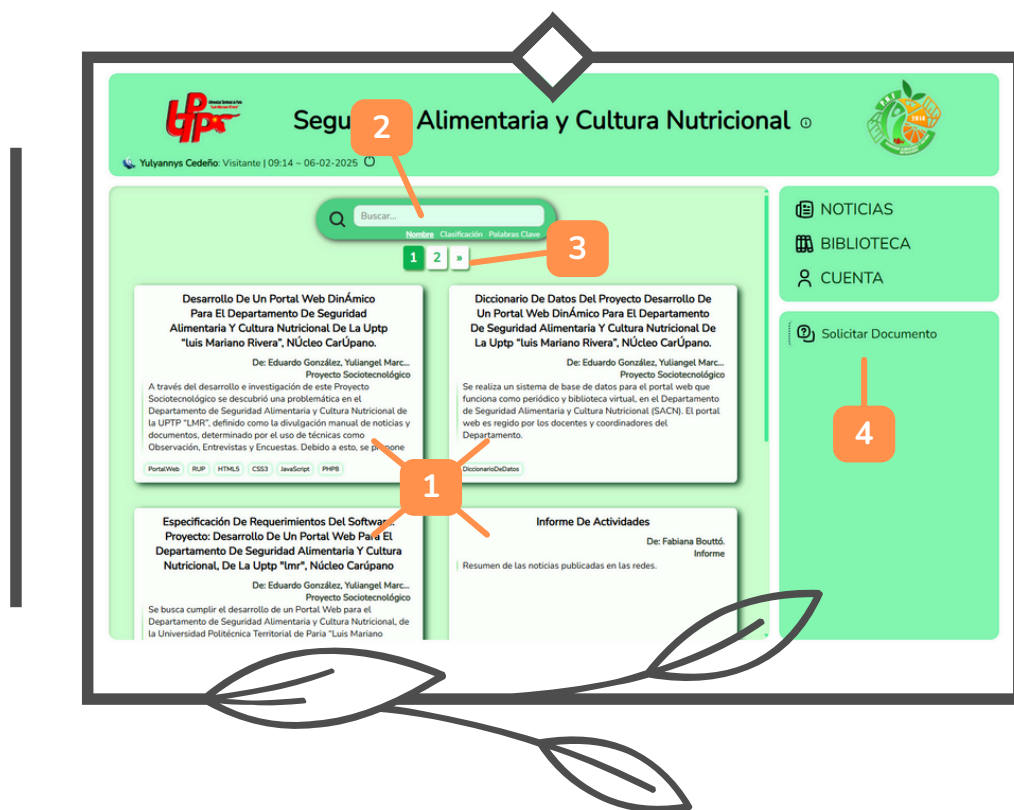 Segu
2
Alimentaria y Cultura Nutricional
Yulyannys Cedeño: Visitante | 09:14 ~ 06-02-2025
2014
Buscar...
Nombre Clasificación Palabras Clave
1 2 »
3
NOTICIAS
BIBLIOTECA
CUENTA
Solicitar Documento
4
Desarrollo De Un Portal Web DinÁmico
Para El Departamento De Seguridad
Alimentaria Y Cultura Nutricional De La Uptp
"luis Mariano Rivera", NÚcleo CarÚpano.
De: Eduardo González, Yuliangel Marc...
Proyecto Sociotecnológico
A través del desarrollo e investigación de este Proyecto
Sociotecnológico se descubrió una problemática en el
Departamento de Seguridad Alimentaria y Cultura Nutricional de
la UPTP "LMR", definido como la divulgación manual de noticias y
documentos, determinado por el uso de técnicas como
Observación, Entrevistas y Encuestas. Debido a esto, se propone
PortalWeb RUP HTML5 CSS3 JavaScript PHP8
Diccionario De Datos Del Proyecto Desarrollo De
Un Portal Web DinÁmico Para El Departamento
De Seguridad Alimentaria Y Cultura Nutricional De
La Uptp "luis Mariano Rivera", NÚcleo CarÚpano.
De: Eduardo González, Yuliangel Marc...
Proyecto Sociotecnológico
Se realiza un sistema de base de datos para el portal web que
funciona como periódico y biblioteca virtual, en el Departamento
de Seguridad Alimentaria y Cultura Nutricional (SACN). El portal
web es regido por los docentes y coordinadores del
Departamento.
DiccionarioDeDatos
1
Especificación De Requerimientos Del Software.
Proyecto: Desarrollo De Un Portal Web Para El
Departamento De Seguridad Alimentaria Y Cultura
Nutricional, De La Uptp "lmr", Núcleo Carúpano
De: Eduardo González, Yuliangel Marc...
Proyecto Sociotecnológico
Se busca cumplir el desarrollo de un Portal Web para el
Departamento de Seguridad Alimentaria y Cultura Nutricional, de
la Universidad Politécnica Territorial de Paria "Luis Mariano
Informe De Actividades
De: Fabiana Bouttó.
Informe
Resumen de las noticias publicadas en las redes.